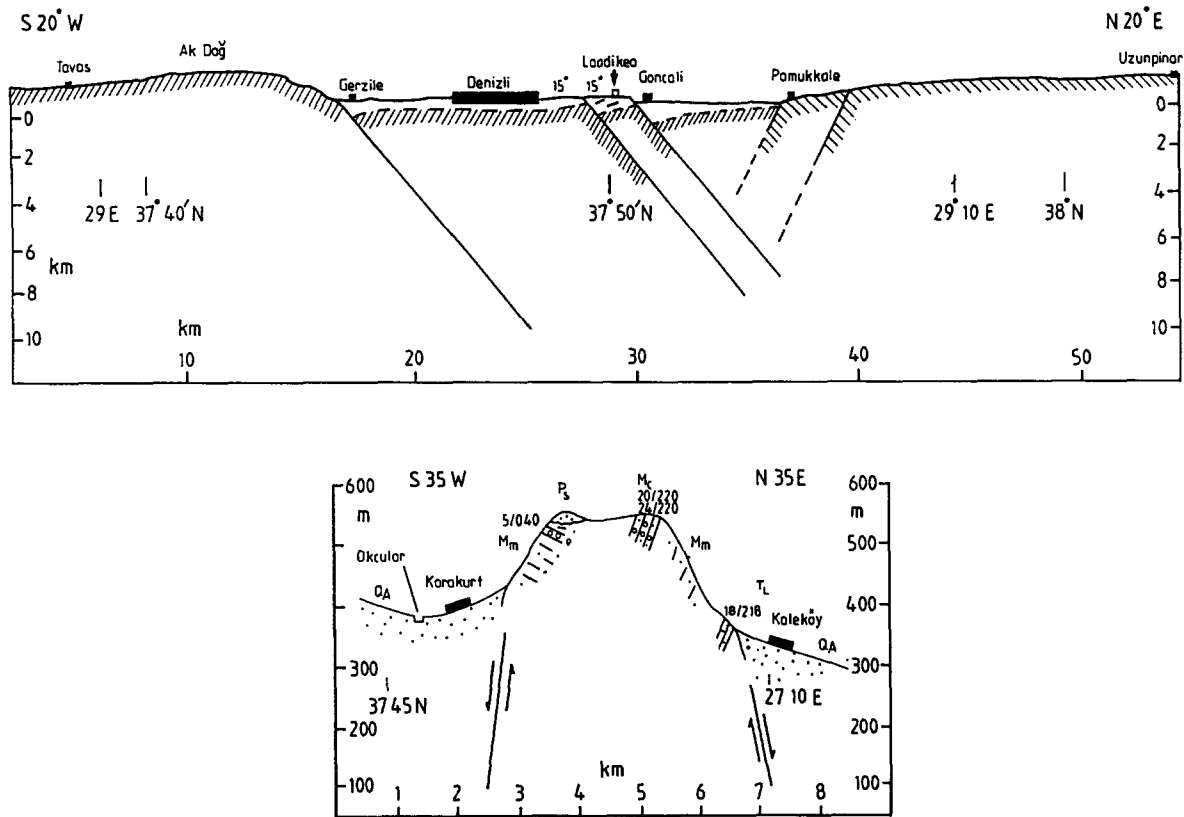 S 20° W
N 20° E
Tavas
Ak Dağ
Gerzile
Denizli
15°
15°
Laodikea
Goncali
Pamukkale
Uzunpinar
0
2
4
6
8
10
km
0
2
4
6
8
10
29 E
37° 40' N
37° 50' N
29° 10 E
38° N
km
10
20
30
40
50
S 35 W
N 35 E
600
m
500
400
300
200
100
600
m
500
400
300
200
100
Ps
5/040
Mm
Mc
20/220
24/220
Mm
TL
18/218
Okcular
QA
Karakurt
Kaleköy
QA
37 45 N
27 10 E
km
1
2
3
4
5
6
7
8